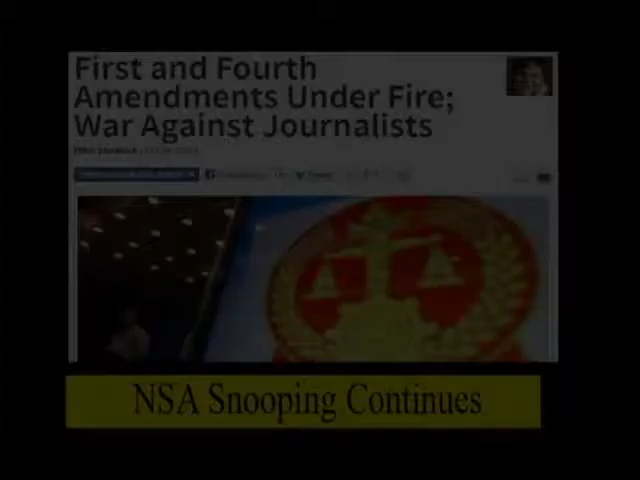 First and Fourth
Amendments Under Fire;
War Against Journalists
NSA Snooping Continues